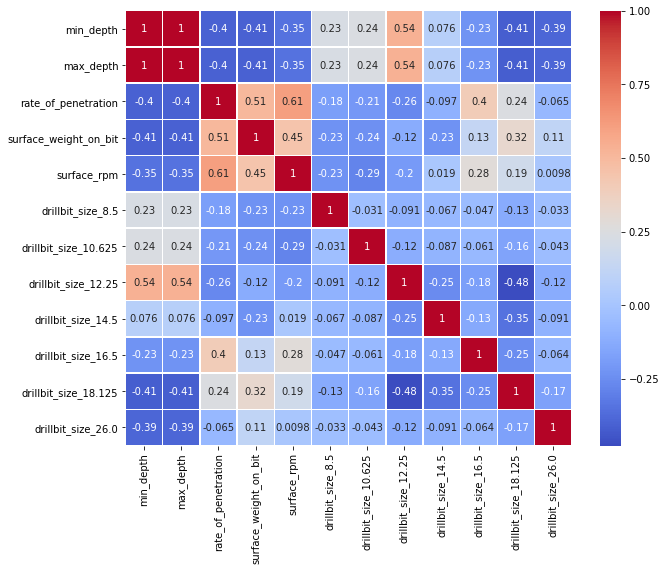 min_depth 1 1 -0.4 -0.41 -0.35 0.23 0.24 0.54 0.076 -0.23 -0.41 -0.39
max_depth 1 1 -0.4 -0.41 -0.35 0.23 0.24 0.54 0.076 -0.23 -0.41 -0.39
rate_of_penetration -0.4 -0.4 1 0.51 0.61 -0.18 -0.21 -0.26 -0.097 0.4 0.24 -0.065
surface_weight_on_bit -0.41 -0.41 0.51 1 0.45 -0.23 -0.24 -0.12 -0.23 0.13 0.32 0.11
surface_rpm -0.35 -0.35 0.61 0.45 1 -0.23 -0.29 -0.2 0.019 0.28 0.19 0.0098
drillbit_size_8.5 0.23 0.23 -0.18 -0.23 -0.23 1 -0.031 -0.091 -0.067 -0.047 -0.13 -0.033
drillbit_size_10.625 0.24 0.24 -0.21 -0.24 -0.29 -0.031 1 -0.12 -0.087 -0.061 -0.16 -0.043
drillbit_size_12.25 0.54 0.54 -0.26 -0.12 -0.2 -0.091 -0.12 1 -0.25 -0.18 -0.48 -0.12
drillbit_size_14.5 0.076 0.076 -0.097 -0.23 0.019 -0.067 -0.087 -0.25 1 -0.13 -0.35 -0.091
drillbit_size_16.5 -0.23 -0.23 0.4 0.13 0.28 -0.047 -0.061 -0.18 -0.13 1 -0.25 -0.064
drillbit_size_18.125 -0.41 -0.41 0.24 0.32 0.19 -0.13 -0.16 -0.48 -0.35 -0.25 1 -0.17
drillbit_size_26.0 -0.39 -0.39 -0.065 0.11 0.0098 -0.033 -0.043 -0.12 -0.091 -0.064 -0.17 1
min_depth
max_depth
rate_of_penetration
surface_weight_on_bit
surface_rpm
drillbit_size_8.5
drillbit_size_10.625
drillbit_size_12.25
drillbit_size_14.5
drillbit_size_16.5
drillbit_size_18.125
drillbit_size_26.0
1.00
0.75
0.50
0.25
0.00
-0.25